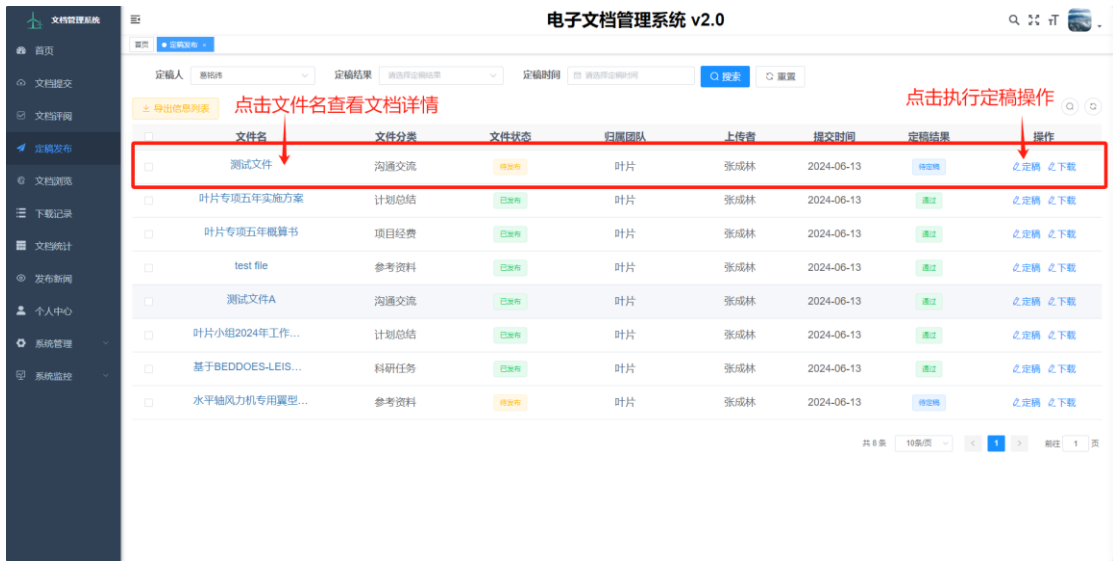 文档管理系统
电子文档管理系统 v2.0
首页
文档提交
文档评阅
定稿发布
文档浏览
下载记录
文档统计
发布新闻
个人中心
系统管理
系统监控
首页 定稿发布 ×
定稿人 定稿结果 请选择定稿结果 定稿时间 请选择定稿时间 搜索 重置
导出信息列表 点击文件名查看文档详情 点击执行定稿操作
文件名 文件分类 文件状态 归属团队 上传者 提交时间 定稿结果 操作
测试文件 沟通交流 待发布 叶片 张成林 2024-06-13 待定稿 定稿 下载
叶片专项五年实施方案 计划总结 已发布 叶片 张成林 2024-06-13 通过 定稿 下载
叶片专项五年概算书 项目经费 已发布 叶片 张成林 2024-06-13 通过 定稿 下载
test file 参考资料 已发布 叶片 张成林 2024-06-13 通过 定稿 下载
测试文件A 沟通交流 已发布 叶片 张成林 2024-06-13 通过 定稿 下载
叶片小组2024年工作... 计划总结 已发布 叶片 张成林 2024-06-13 通过 定稿 下载
基于BEDDOES-LEIS... 科研任务 已发布 叶片 张成林 2024-06-13 通过 定稿 下载
水平轴风力机专用翼型... 参考资料 待发布 叶片 张成林 2024-06-13 待定稿 定稿 下载
共 8 条 10条/页 < 1 > 前往 1 页